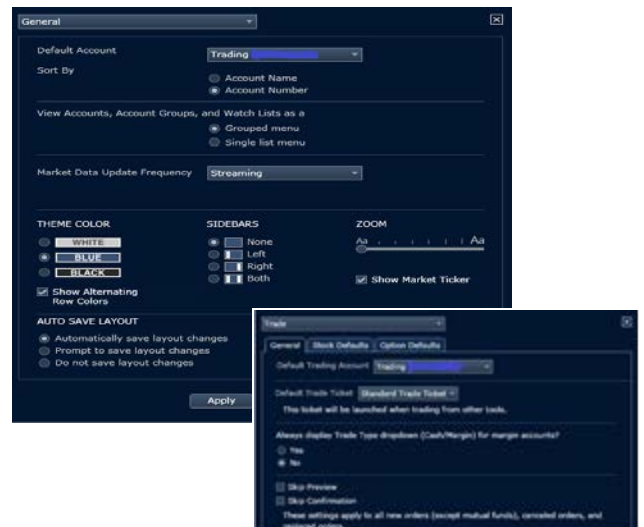 General
Default Account
Trading
Sort By
Account Name
Account Number
View Accounts, Account Groups, and Watch Lists as a
Grouped menu
Single list menu
Market Data Update Frequency
Streaming
THEME COLOR
WHITE
BLUE
BLACK
Show Alternating
Row Colors
SIDEBARS
None
Left
Right
Both
ZOOM
Aa Aa
Show Market Ticker
AUTO SAVE LAYOUT
Automatically save layout changes
Prompt to save layout changes
Do not save layout changes
Apply
Trade
General Stock Defaults Option Defaults
Default Trading Account Trading
Default Trade Ticket Standard Trade Ticket
This ticket will be launched when trading from other tools.
Always display Trade Type dropdown (Cash/Margin) for margin accounts?
Yes
No
Skip Preview
Skip Confirmation
These settings apply to all new orders (except mutual funds), canceled orders, and
replaced orders.